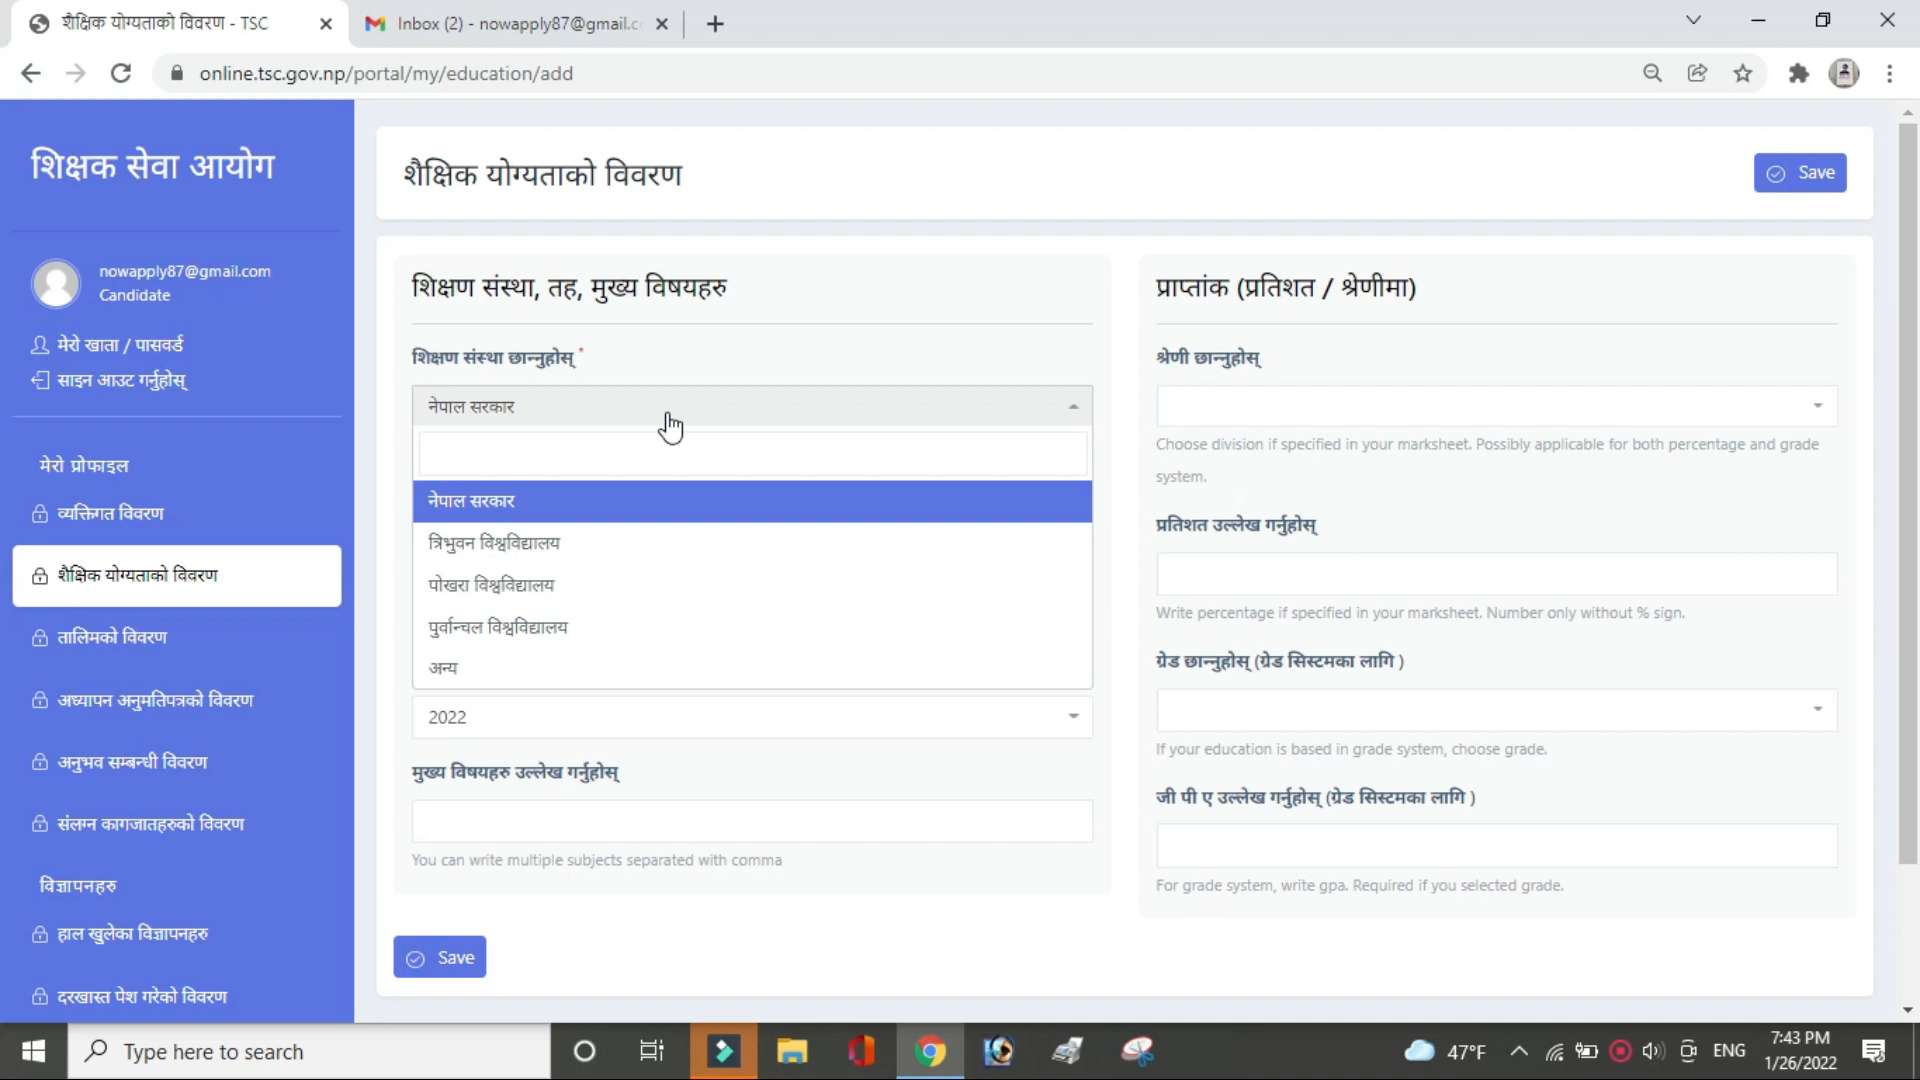 शैक्षिक योग्यताको विवरण - TSC
Inbox (2) - nowapply87@gmail.c
online.tsc.gov.np/portal/my/education/add
शिक्षक सेवा आयोग
nowapply87@gmail.com
Candidate
मेरो खाता / पासवर्ड
साइन आउट गर्नुहोस्
मेरो प्रोफाइल
व्यक्तिगत विवरण
शैक्षिक योग्यताको विवरण
तालिमको विवरण
अध्यापन अनुमतिपत्रको विवरण
अनुभव सम्बन्धी विवरण
संलग्न कागजातहरुको विवरण
विज्ञापनहरु
हाल खुलेका विज्ञापनहरु
दरखास्त पेश गरेको विवरण
शैक्षिक योग्यताको विवरण
Save
शिक्षण संस्था, तह, मुख्य विषयहरु
शिक्षण संस्था छान्नुहोस् *
नेपाल सरकार
नेपाल सरकार
त्रिभुवन विश्वविद्यालय
पोखरा विश्वविद्यालय
पुर्वान्चल विश्वविद्यालय
अन्य
2022
मुख्य विषयहरु उल्लेख गर्नुहोस्
You can write multiple subjects separated with comma
Save
प्राप्तांक (प्रतिशत / श्रेणीमा)
श्रेणी छान्नुहोस्
Choose division if specified in your marksheet. Possibly applicable for both percentage and grade
system.
प्रतिशत उल्लेख गर्नुहोस्
Write percentage if specified in your marksheet. Number only without % sign.
ग्रेड छान्नुहोस् (ग्रेड सिस्टमका लागि )
If your education is based in grade system, choose grade.
जी पी ए उल्लेख गर्नुहोस् (ग्रेड सिस्टमका लागि )
For grade system, write gpa. Required if you selected grade.
Type here to search
47°F
ENG
7:43 PM
1/26/2022